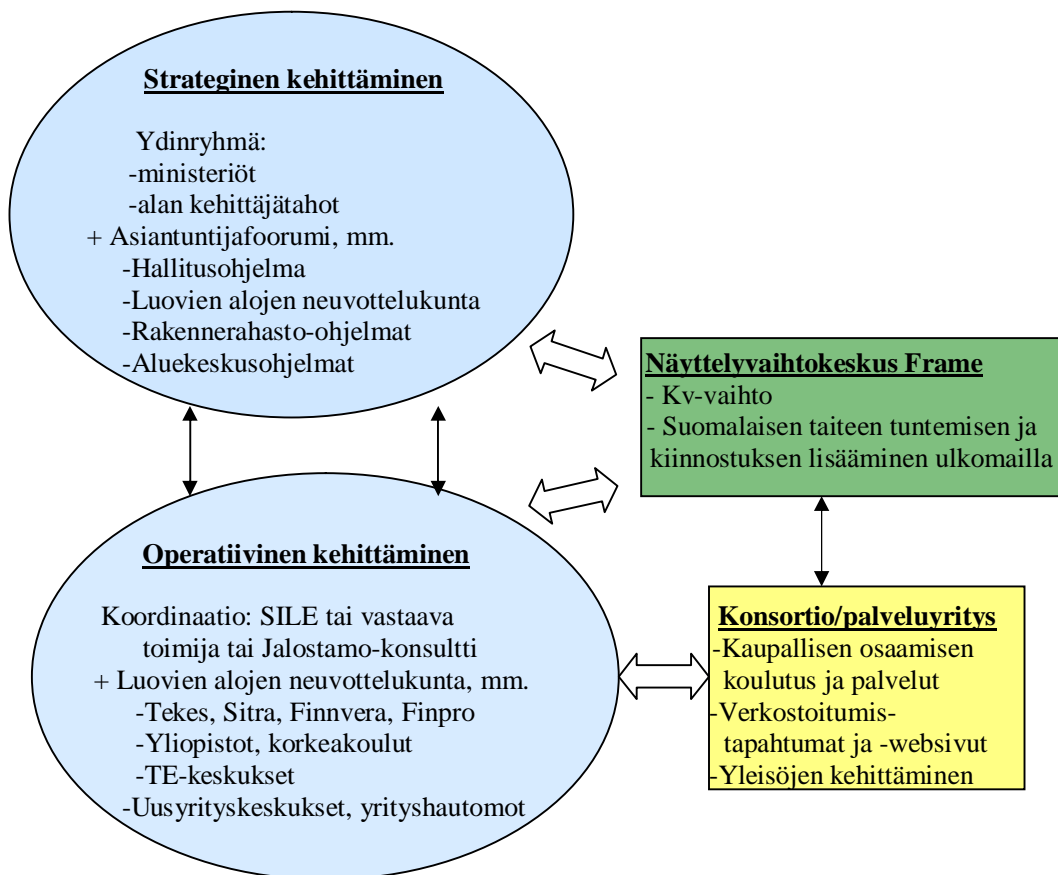 Strateginen kehittäminen
Ydinryhmä:
-ministeriöt
-alan kehittäjätahot
+ Asiantuntijafoorumi, mm.
-Hallitusohjelma
-Luovien alojen neuvottelukunta
-Rakennerahasto-ohjelmat
-Aluekeskusohjelmat
Näyttelyvaihtokeskus Frame
- Kv-vaihto
- Suomalaisen taiteen tuntemisen ja
kiinnostuksen lisääminen ulkomailla
Operatiivinen kehittäminen
Koordinaatio: SILE tai vastaava
toimija tai Jalostamo-konsultti
+ Luovien alojen neuvottelukunta, mm.
-Tekes, Sitra, Finnvera, Finpro
-Yliopistot, korkeakoulut
-TE-keskukset
-Uusyrityskeskukset, yrityshautomot
Konsortio/palveluyritys
-Kaupallisen osaamisen
koulutus ja palvelut
-Verkostoitumis-
tapahtumat ja -websivut
-Yleisöjen kehittäminen